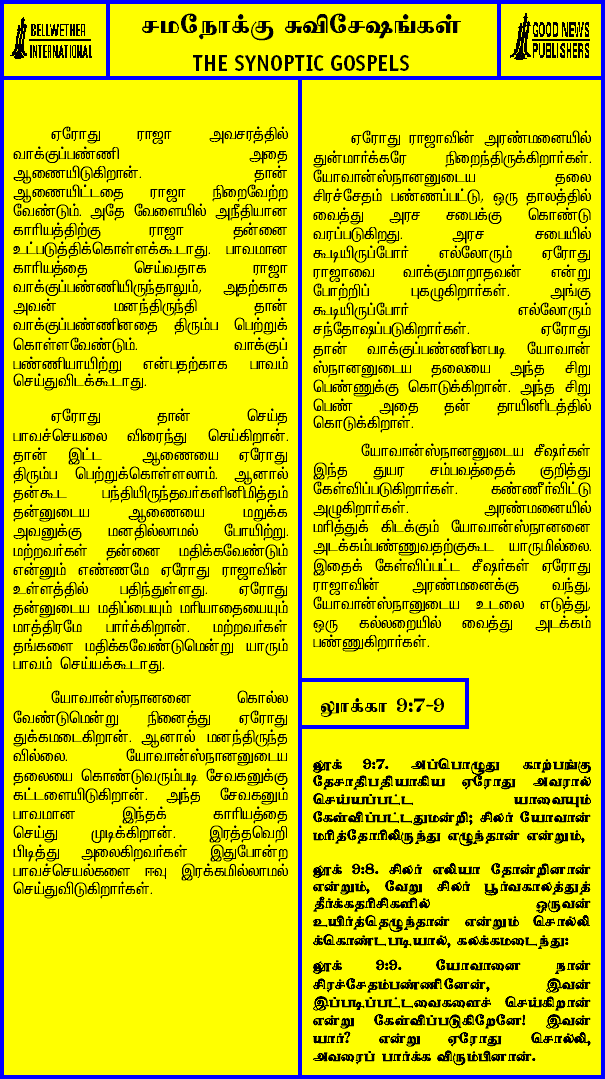 BELLWETHER
INTERNATIONAL
சமநோக்கு சுவிசேஷங்கள்
THE SYNOPTIC GOSPELS
GOOD NEWS
PUBLISHERS
ஏரோது ராஜா அவசரத்தில்
வாக்குப்பண்ணி அதை
ஆணையிடுகிறான். தான்
ஆணையிட்டதை ராஜா நிறைவேற்ற
வேண்டும். அதே வேளையில் அநீதியான
காரியத்திற்கு ராஜா தன்னை
உட்படுத்திக்கொள்ளக்கூடாது. பாவமான
காரியத்தை செய்வதாக ராஜா
வாக்குப்பண்ணியிருந்தாலும், அதற்காக
அவன் மனந்திருந்தி தான்
வாக்குப்பண்ணினதை திரும்ப பெற்றுக்
கொள்ளவேண்டும். வாக்குப்
பண்ணியாயிற்று என்பதற்காக பாவம்
செய்துவிடக்கூடாது.
ஏரோது தான் செய்த
பாவச்செயலை விரைந்து செய்கிறான்.
தான் இட்ட ஆணையை ஏரோது
திரும்ப பெற்றுக்கொள்ளலாம். ஆனால்
தன்கூட பந்தியிருந்தவர்களினிமித்தம்
தன்னுடைய ஆணையை மறுக்க
அவனுக்கு மனதில்லாமல் போயிற்று.
மற்றவர்கள் தன்னை மதிக்கவேண்டும்
என்னும் எண்ணமே ஏரோது ராஜாவின்
உள்ளத்தில் பதிந்துள்ளது. ஏரோது
தன்னுடைய மதிப்பையும் மரியாதையையும்
மாத்திரமே பார்க்கிறான். மற்றவர்கள்
தங்களை மதிக்கவேண்டுமென்று யாரும்
பாவம் செய்யக்கூடாது.
யோவான்ஸ்நானனை கொல்ல
வேண்டுமென்று நினைத்து ஏரோது
துக்கமடைகிறான். ஆனால் மனந்திருந்த
வில்லை. யோவான்ஸ்நானனுடைய
தலையை கொண்டுவரும்படி சேவகனுக்கு
கட்டளையிடுகிறான். அந்த சேவகனும்
பாவமான இந்தக் காரியத்தை
செய்து முடிக்கிறான். இரத்தவெறி
பிடித்து அலைகிறவர்கள் இதுபோன்ற
பாவச்செயல்களை ஈவு இரக்கமில்லாமல்
செய்துவிடுகிறார்கள்.
ஏரோது ராஜாவின் அரண்மனையில்
துன்மார்க்கரே நிறைந்திருக்கிறார்கள்.
யோவான்ஸ்நானனுடைய தலை
சிரச்சேதம் பண்ணப்பட்டு, ஒரு தாலத்தில்
வைத்து அரச சபைக்கு கொண்டு
வரப்படுகிறது. அரச சபையில்
கூடியிருப்போர் எல்லோரும் ஏரோது
ராஜாவை வாக்குமாறாதவன் என்று
போற்றிப் புகழுகிறார்கள். அங்கு
கூடியிருப்போர் எல்லோரும்
சந்தோஷப்படுகிறார்கள். ஏரோது
தான் வாக்குப்பண்ணினபடி யோவான்
ஸ்நானனுடைய தலையை அந்த சிறு
பெண்ணுக்கு கொடுக்கிறான். அந்த சிறு
பெண் அதை தன் தாயினிடத்தில்
கொடுக்கிறாள்.
யோவான்ஸ்நானனுடைய சீஷர்கள்
இந்த துயர சம்பவத்தைக் குறித்து
கேள்விப்படுகிறார்கள். கண்ணீர்விட்டு
அழுகிறார்கள். அரண்மனையில்
மரித்துக் கிடக்கும் யோவான்ஸ்நானனை
அடக்கம்பண்ணுவதற்குகூட யாருமில்லை.
இதைக் கேள்விப்பட்ட சீஷர்கள் ஏரோது
ராஜாவின் அரண்மனைக்கு வந்து,
யோவான்ஸ்நானுடைய உடலை எடுத்து,
ஒரு கல்லறையில் வைத்து அடக்கம்
பண்ணுகிறார்கள்.
லூக்கா 9:7-9
லூக் 9:7. அப்பொழுது காற்பங்கு
தேசாதிபதியாகிய ஏரோது அவரால்
செய்யப்பட்ட யாவையும்
கேள்விப்பட்டதுமன்றி; சிலர் யோவான்
மரித்தோரிலிருந்து எழுந்தான் என்றும்,
லூக் 9:8. சிலர் எலியா தோன்றினான்
என்றும், வேறு சிலர் பூர்வகாலத்துத்
தீர்க்கதரிசிகளில் ஒருவன்
உயிர்த்தெழுந்தான் என்றும் சொல்லி
க்கொண்டபடியால், கலக்கமடைந்து:
லூக் 9:9. யோவானை நான்
சிரச்சேதம்பண்ணினேன், இவன்
இப்படிப்பட்டவைகளைச் செய்கிறான்
என்று கேள்விப்படுகிறேனே! இவன்
யார்? என்று ஏரோது சொல்லி,
அவரைப் பார்க்க விரும்பினான்.